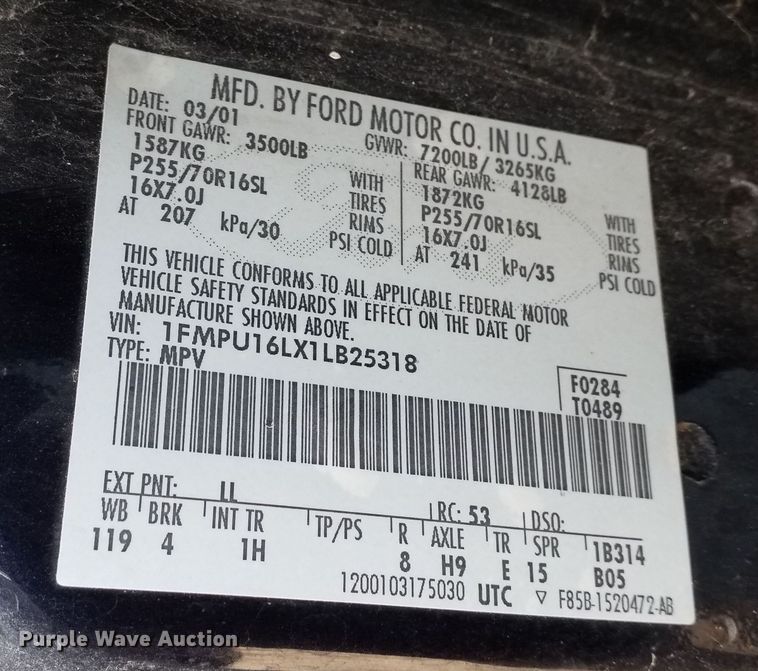 MFD. BY FORD MOTOR CO. IN U.S.A.
DATE: 03/01 GVWR: 7200LB/ 3265KG
FRONT GAWR: 3500LB REAR GAWR: 4128LB
1587KG WITH 1872KG WITH
P255/70R16SL TIRES P255/70R16SL TIRES
16X7.0J RIMS 16X7.0J RIMS
AT 207 kPa/30 PSI COLD AT 241 kPa/35 PSI COLD
THIS VEHICLE CONFORMS TO ALL APPLICABLE FEDERAL MOTOR
VEHICLE SAFETY STANDARDS IN EFFECT ON THE DATE OF
MANUFACTURE SHOWN ABOVE.
VIN: 1FMPU16LX1LB25318
TYPE: MPV
F0284
T0489
EXT PNT: LL RC: 53 DSO:
WB BRK INT TR TP/PS R AXLE TR SPR 1B314
119 4 1H 8 H9 E 15 B05
1200103175030 UTC ▽ F85B-1520472-AB
Purple Wave Auction